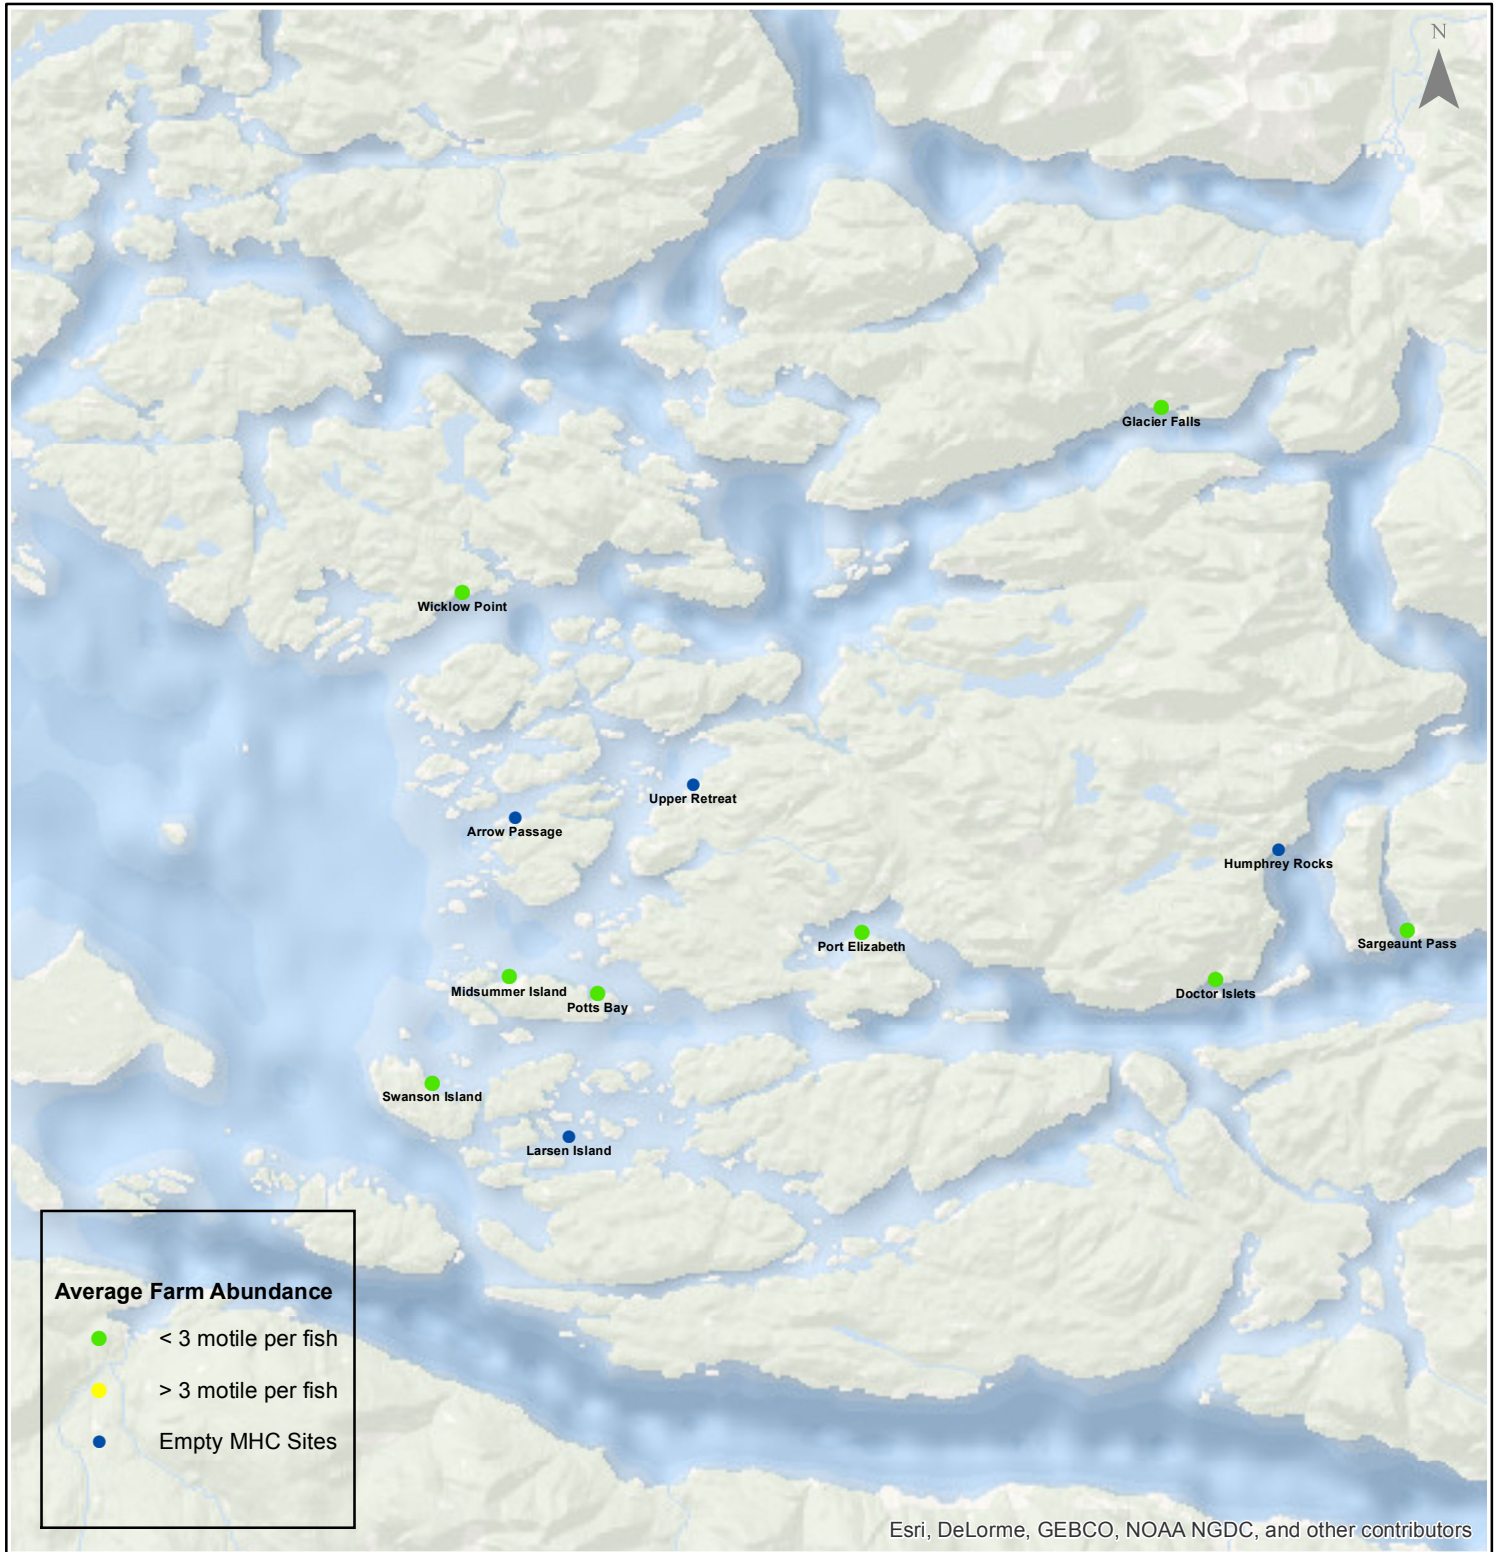 N
Glacier Falls
Wicklow Point
Upper Retreat
Arrow Passage
Humphrey Rocks
Port Elizabeth
Sargeaunt Pass
Midsummer Island
Potts Bay
Doctor Islets
Swanson Island
Larsen Island
Average Farm Abundance
< 3 motile per fish
> 3 motile per fish
Empty MHC Sites
Esri, DeLorme, GEBCO, NOAA NGDC, and other contributors